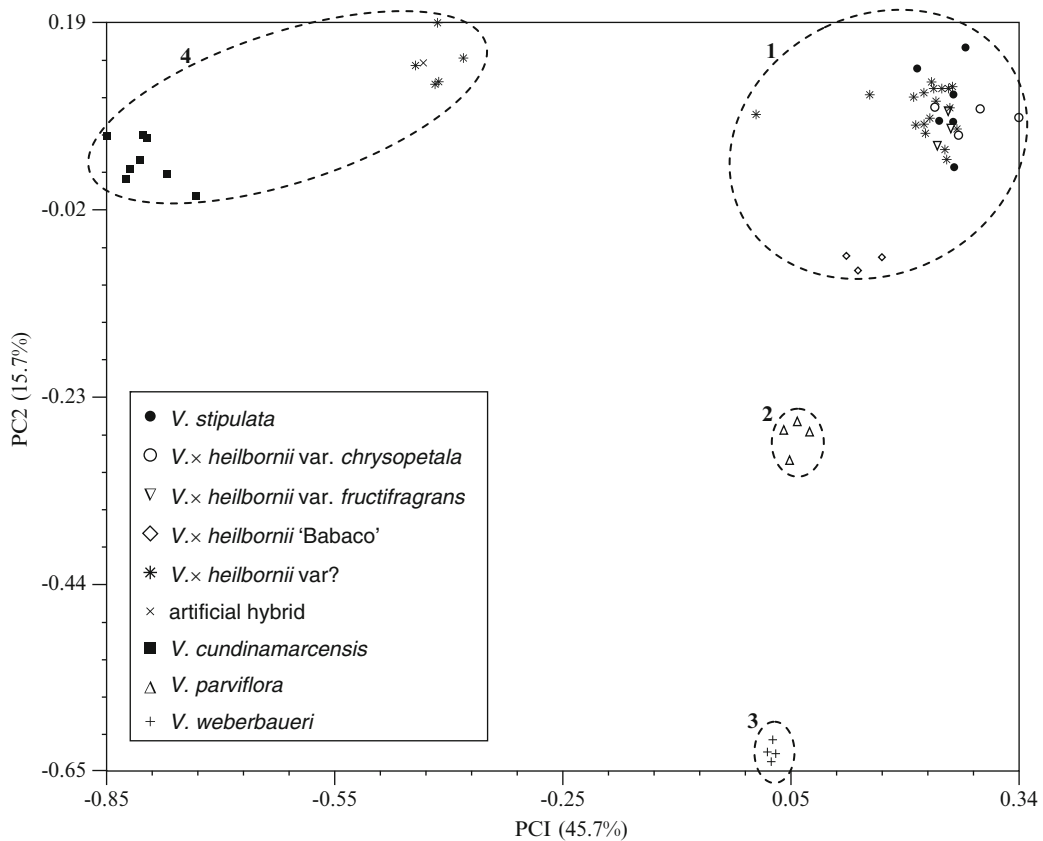 0.19
-0.02
-0.23
-0.44
-0.65
PC2 (15.7%)
4
1
2
3
V. stipulata
V.× heilbornii var. chrysopetala
V.× heilbornii var. fructifragrans
V.× heilbornii ‘Babaco’
V.× heilbornii var?
artificial hybrid
V. cundinamarcensis
V. parviflora
V. weberbaueri
-0.85
-0.55
-0.25
0.05
0.34
PCI (45.7%)